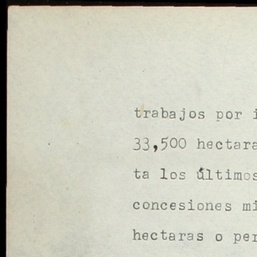 trabajos por
33,500 hectara
ta los últimos
concesiones mi
hectaras o per